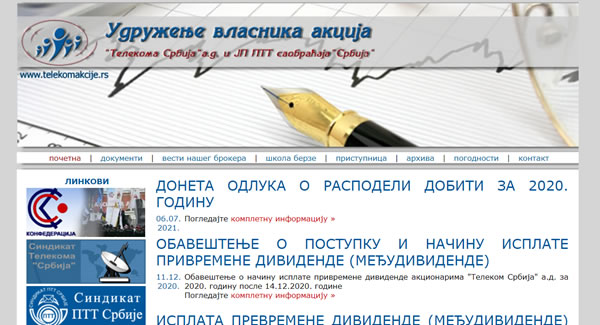 Удружење власника акција
"Телекома Србија"а.д. и ЈП ПТТ саобраћаја"Србија"
www.telekomakcije.rs
почетна | документи | вести нашег брокера | школа берзе | приступница | архива | погодности | контакт
ЛИНКОВИ
КОНФЕДЕРАЦИЈА
Синдикат
Телекома
"Србија"
СИНДИКАТ ПТТ СРБИЈЕ
Синдикат
ПТТ Србије
ДОНЕТА ОДЛУКА О РАСПОДЕЛИ ДОБИТИ ЗА 2020.
ГОДИНУ
06.07. Погледајте комплетну информацију »
2021.
ОБАВЕШТЕЊЕ О ПОСТУПКУ И НАЧИНУ ИСПЛАТЕ
ПРИВРЕМЕНЕ ДИВИДЕНДЕ (МЕЂУДИВИДЕНДЕ)
11.12. Обавештење о начину исплате привремене дивиденде акционарима "Телеком Србија" а.д. за
2020. 2020. годину после 14.12.2020. године
Погледајте комплетну информацију »
ИСПЛАТА ПРЕВРЕМЕНЕ ДИВИДЕНДЕ (МЕЂУДИВИДЕНДЕ)